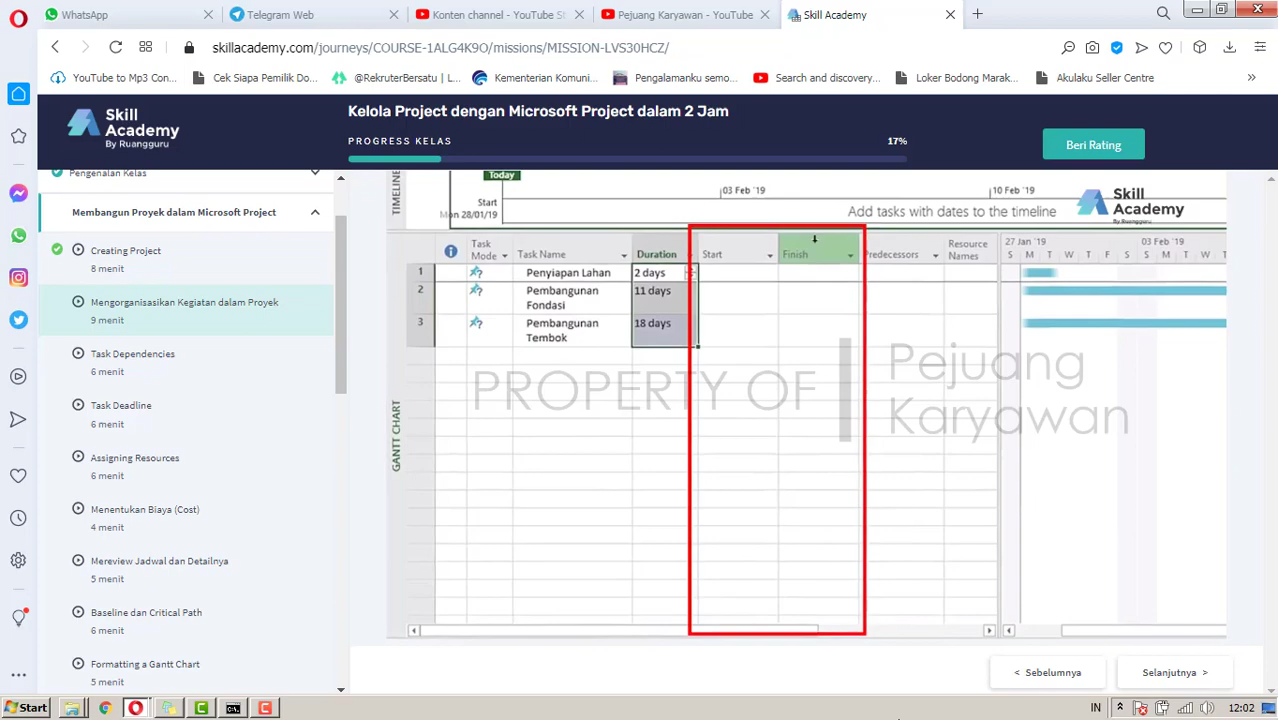 WhatsApp
Telegram Web
Konten channel - YouTube S
Pejuang Karyawan - YouTube
Skill Academy
skillacademy.com/journeys/COURSE-1ALG4K9O/missions/MISSION-LVS30HCZ/
YouTube to Mp3 Con...
Cek Siapa Pemilik Do...
@RekruterBersatu | L...
Kementerian Komuni...
Pengalamanku semo...
Search and discovery...
Loker Bodong Marak...
Akulaku Seller Centre
Skill
Academy
By Ruangguru
Kelola Project dengan Microsoft Project dalam 2 Jam
PROGRESS KELAS
17%
Beri Rating
Pengenalan Kelas
Membangun Proyek dalam Microsoft Project
Creating Project
8 menit
Mengorganisasikan Kegiatan dalam Proyek
9 menit
Task Dependencies
6 menit
Task Deadline
6 menit
Assigning Resources
6 menit
Menentukan Biaya (Cost)
4 menit
Mereview Jadwal dan Detailnya
5 menit
Baseline dan Critical Path
6 menit
Formatting a Gantt Chart
5 menit
TIMELINE
Today
03 Feb '19
10 Feb '19
Start
Mon 28/01/19
Add tasks with dates to the timeline
Skill
Academy
By Ruangguru
Task Mode
Task Name
Duration
Start
Finish
Predecessors
Resource Names
27 Jan '19
03 Feb '19
S M T W T F S S M T W T
1 Penyiapan Lahan 2 days
2 Pembangunan Fondasi 11 days
3 Pembangunan Tembok 18 days
GANTT CHART
PROPERTY OF
Pejuang
Karyawan
< Sebelumnya
Selanjutnya >
Start
IN
12:02